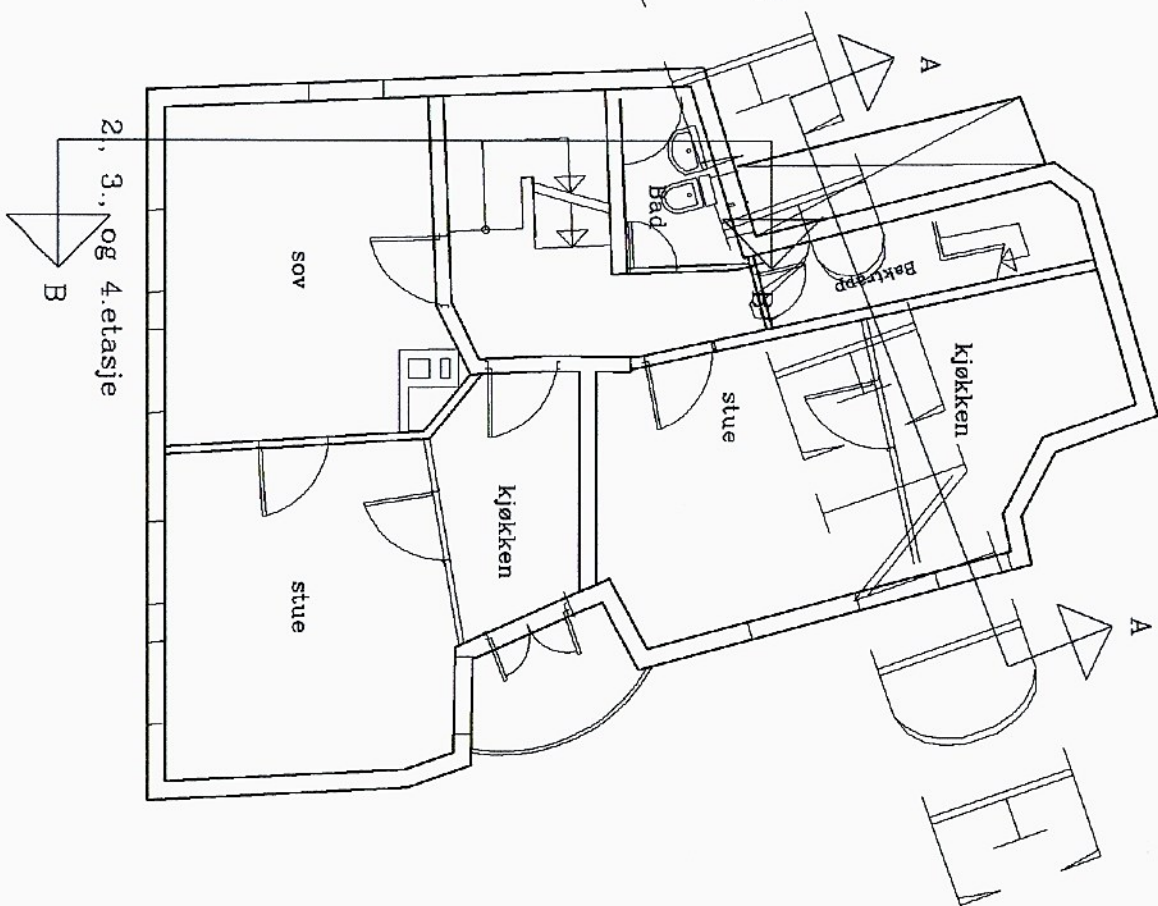 2., 3., og 4.etasje
A
A
B
B
Bad
Baktrapp
sov
stue
kjøkken
kjøkken
stue